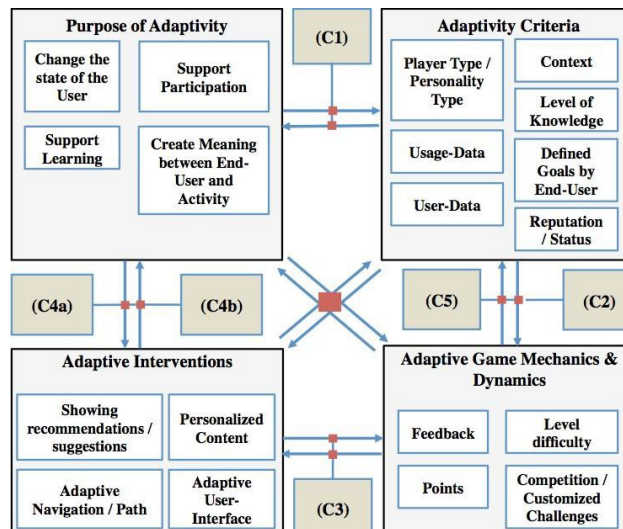 Purpose of Adaptivity
Change the
state of the
User
Support
Participation
Support
Learning
Create Meaning
between End-
User and
Activity
(C1)
Adaptivity Criteria
Player Type /
Personality
Type
Context
Level of
Knowledge
Usage-Data
Defined
Goals by
End-User
User-Data
Reputation
/ Status
(C4a)
(C4b)
(C5)
(C2)
Adaptive Interventions
Showing
recommendations /
suggestions
Personalized
Content
Adaptive
Navigation / Path
Adaptive
User-
Interface
(C3)
Adaptive Game Mechanics &
Dynamics
Feedback
Level
difficulty
Points
Competition /
Customized
Challenges